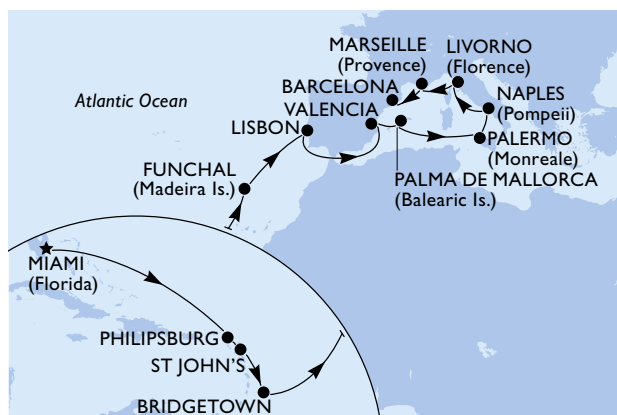 MARSEILLE
(Provence)
LIVORNO
(Florence)
BARCELONA
Atlantic Ocean
NAPLES
(Pompeii)
VALENCIA
LISBON
PALERMO
(Monreale)
FUNCHAL
(Madeira Is.)
PALMA DE MALLORCA
(Balearic Is.)
MIAMI
(Florida)
PHILIPSBURG
ST JOHN'S
BRIDGETOWN